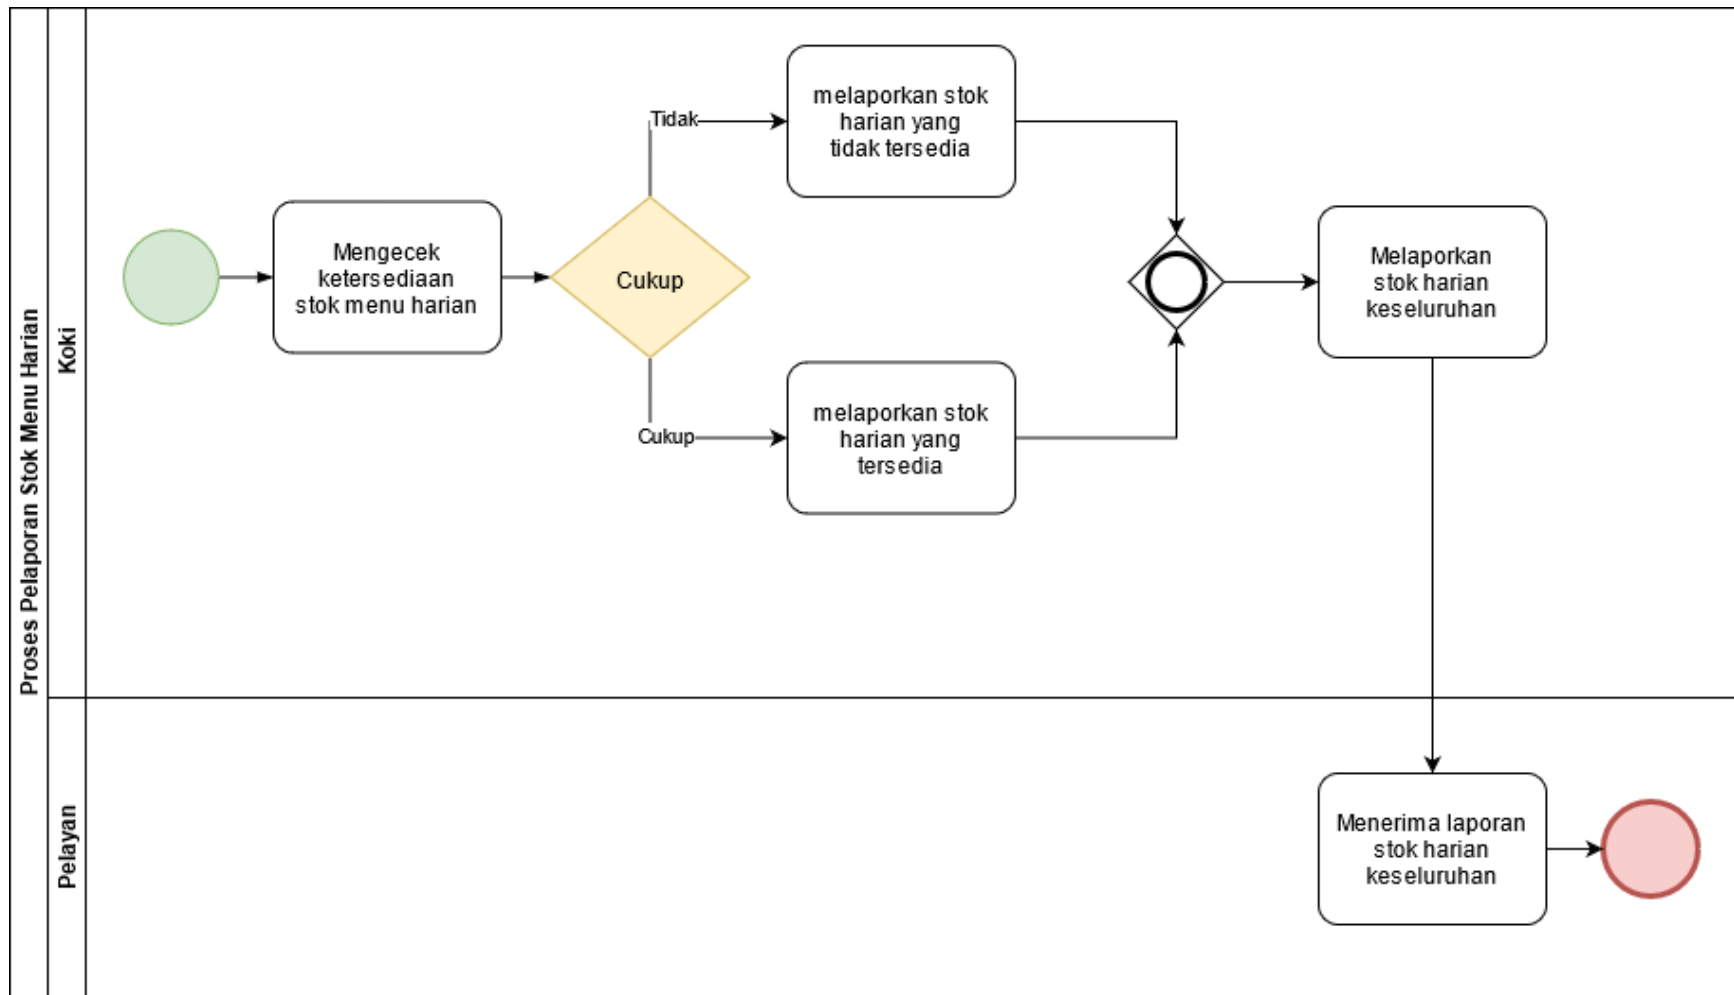 Proses Pelaporan Stok Menu Harian
Koki
Mengecek
ketersediaan
stok menu harian
Cukup
Tidak
melaporkan stok
harian yang
tidak tersedia
Cukup
melaporkan stok
harian yang
tersedia
Melaporkan
stok harian
keseluruhan
Pelayan
Menerima laporan
stok harian
keseluruhan